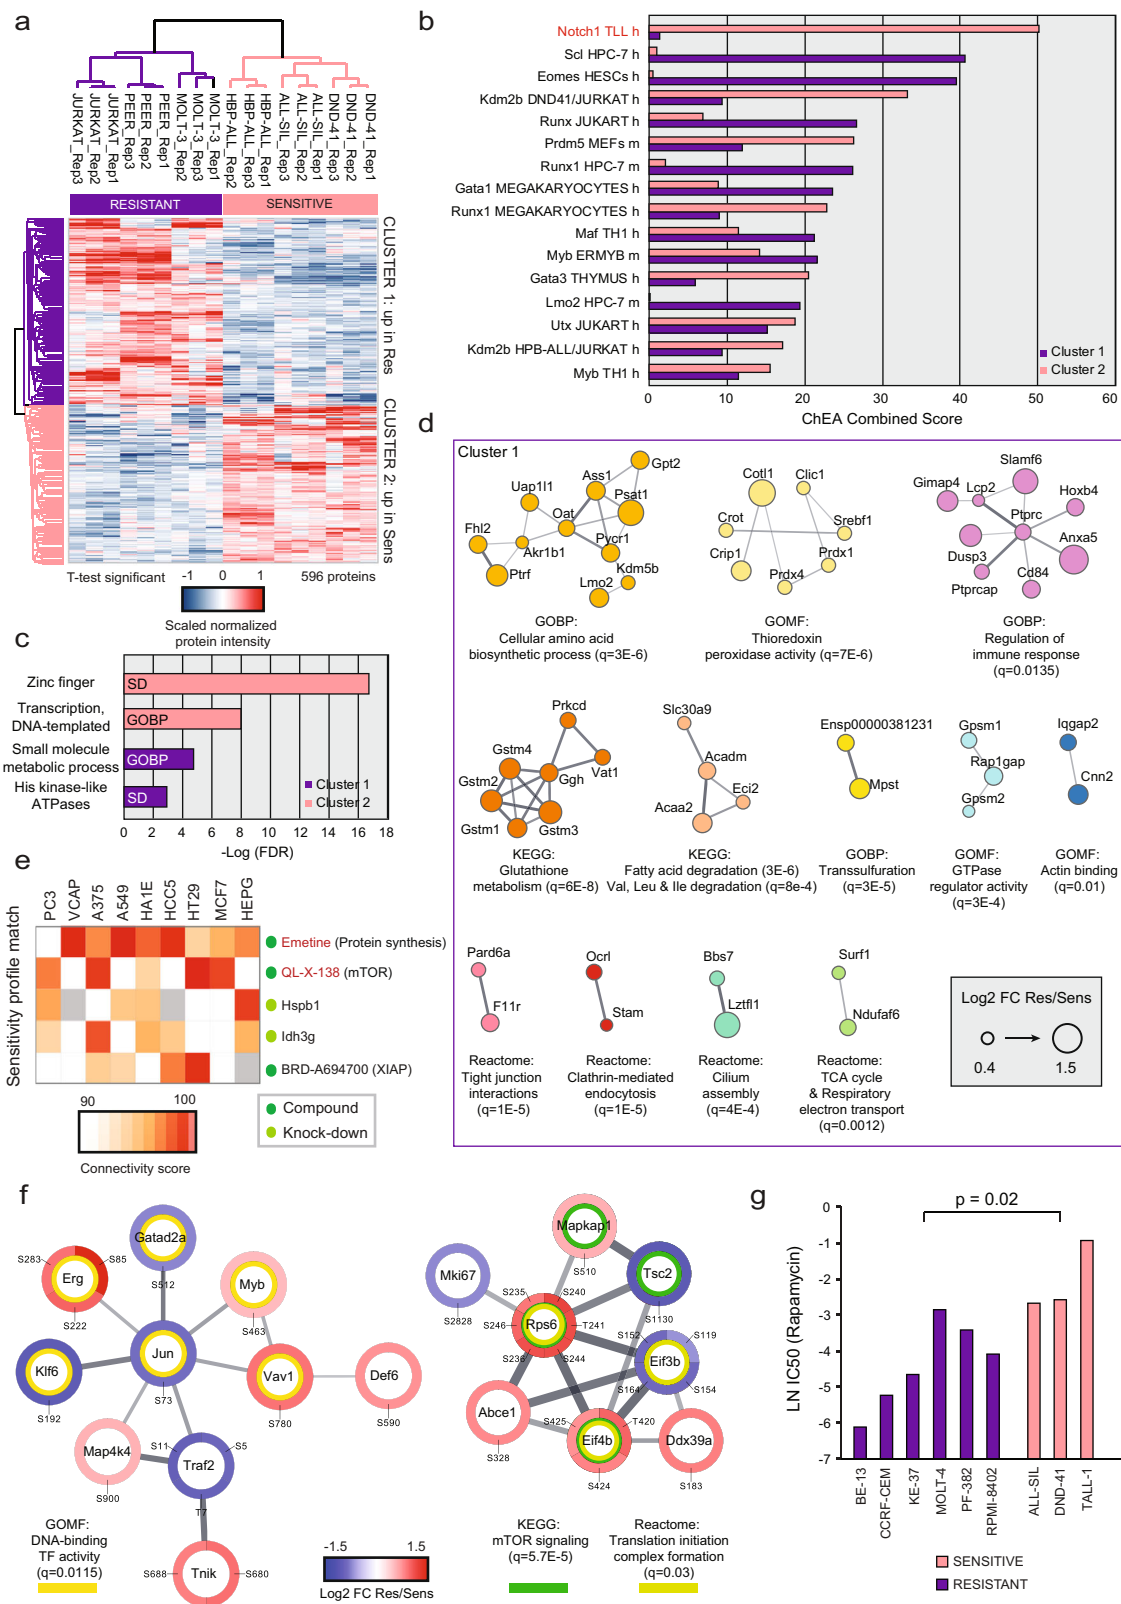 a
JURKAT_Rep3
JURKAT_Rep2
JURKAT_Rep1
PEER_Rep3
PEER_Rep2
PEER_Rep1
MOLT-3_Rep2
MOLT-3_Rep3
MOLT-3_Rep1
HBP-ALL_Rep2
HBP-ALL_Rep3
HBP-ALL_Rep1
ALL-SIL_Rep3
ALL-SIL_Rep2
ALL-SIL_Rep1
DND-41_Rep3
DND-41_Rep2
DND-41_Rep1
RESISTANT
SENSITIVE
CLUSTER 1: up in Res
CLUSTER 2: up in Sens
T-test significant
-1 0 1
596 proteins
Scaled normalized
protein intensity
b
Notch1 TLL h
Scl HPC-7 h
Eomes HESCs h
Kdm2b DND41/JURKAT h
Runx JUKART h
Prdm5 MEFs m
Runx1 HPC-7 m
Gata1 MEGAKARYOCYTES h
Runx1 MEGAKARYOCYTES h
Maf TH1 h
Myb ERMYB m
Gata3 THYMUS h
Lmo2 HPC-7 m
Utx JUKART h
Kdm2b HPB-ALL/JURKAT h
Myb TH1 h
Cluster 1
Cluster 2
0 10 20 30 40 50 60
ChEA Combined Score
c
Zinc finger
SD
Transcription,
DNA-templated
GOBP
Small molecule
metabolic process
GOBP
His kinase-like
ATPases
SD
Cluster 1
Cluster 2
0 2 4 6 8 10 12 14 16 18
-Log (FDR)
d
Cluster 1
Gpt2
Ass1
Uap1l1
Psat1
Oat
Fhl2
Pycr1
Akr1b1
Ptrf
Kdm5b
Lmo2
GOBP:
Cellular amino acid
biosynthetic process (q=3E-6)
Cotl1
Clic1
Crot
Srebf1
Crip1
Prdx1
Prdx4
GOMF:
Thioredoxin
peroxidase activity (q=7E-6)
Slamf6
Gimap4
Lcp2
Hoxb4
Ptprc
Anxa5
Dusp3
Cd84
Ptprcap
GOBP:
Regulation of
immune response
(q=0.0135)
Prkcd
Gstm4
Gstm2
Ggh
Vat1
Gstm1
Gstm3
KEGG:
Glutathione
metabolism (q=6E-8)
Slc30a9
Acadm
Eci2
Acaa2
KEGG:
Fatty acid degradation (3E-6)
Val, Leu & Ile degradation (q=8e-4)
Ensp00000381231
Mpst
GOBP:
Transsulfuration
(q=3E-5)
Gpsm1
Rap1gap
Gpsm2
GOMF:
GTPase
regulator activity
(q=3E-4)
Iqgap2
Cnn2
GOMF:
Actin binding
(q=0.01)
Pard6a
F11r
Reactome:
Tight junction
interactions
(q=1E-5)
Ocrl
Stam
Reactome:
Clathrin-mediated
endocytosis
(q=1E-5)
Bbs7
Lztfl1
Reactome:
Cilium
assembly
(q=4E-4)
Surf1
Ndufaf6
Reactome:
TCA cycle
& Respiratory
electron transport
(q=0.0012)
Log2 FC Res/Sens
0.4 1.5
e
Sensitivity profile match
PC3
VCAP
A375
A549
HA1E
HCC5
HT29
MCF7
HEPG
Emetine (Protein synthesis)
QL-X-138 (mTOR)
Hspb1
Idh3g
BRD-A694700 (XIAP)
90 100
Connectivity score
Compound
Knock-down
f
Gatad2a
S512
S283
S85
Erg
S222
Myb
S463
Jun
S73
Klf6
S192
Vav1
S780
Def6
S590
Map4k4
S900
S11
S5
Traf2
T7
Tnik
S688
S680
GOMF:
DNA-binding
TF activity
(q=0.0115)
-1.5 1.5
Log2 FC Res/Sens
Mapkap1
S510
Mki67
S2828
Tsc2
S1130
S235
S240
S246
Rps6
T241
S236
S244
S152
S119
Eif3b
S164
S154
Abce1
S328
S425
T420
Eif4b
S424
Ddx39a
S183
KEGG:
mTOR signaling
(q=5.7E-5)
Reactome:
Translation initiation
complex formation
(q=0.03)
g
p = 0.02
LN IC50 (Rapamycin)
0
-1
-2
-3
-4
-5
-6
-7
BE-13
CCRF-CEM
KE-37
MOLT-4
PF-382
RPMI-8402
ALL-SIL
DND-41
TALL-1
SENSITIVE
RESISTANT